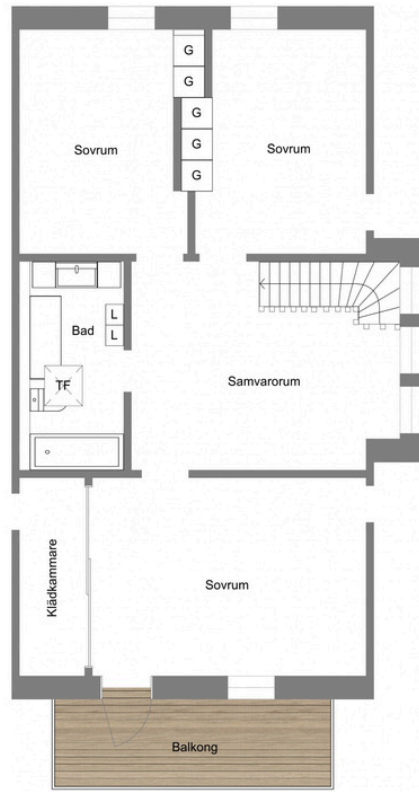 G
G
G
Sovrum
Sovrum
G
G
L
Bad
L
Samvarorum
TF
Klädkammare
Sovrum
Balkong